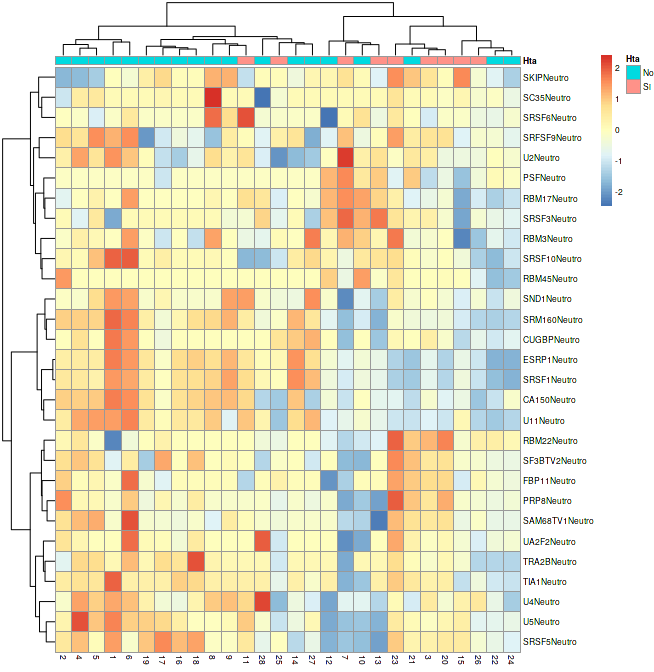 Hta
SKIPNeutro
SC35Neutro
SRSF6Neutro
SRFSF9Neutro
U2Neutro
PSFNeutro
RBM17Neutro
SRSF3Neutro
RBM3Neutro
SRSF10Neutro
RBM45Neutro
SND1Neutro
SRM160Neutro
CUGBPNeutro
ESRP1Neutro
SRSF1Neutro
CA150Neutro
U11Neutro
RBM22Neutro
SF3BTV2Neutro
FBP11Neutro
PRP8Neutro
SAM68TV1Neutro
UA2F2Neutro
TRA2BNeutro
TIA1Neutro
U4Neutro
U5Neutro
SRSF5Neutro
2 4 5 1 6 19 17 16 18 8 9 11 28 25 14 27 12 7 10 13 23 21 3 20 15 26 22 24
2
1
0
-1
-2
Hta
No
Si